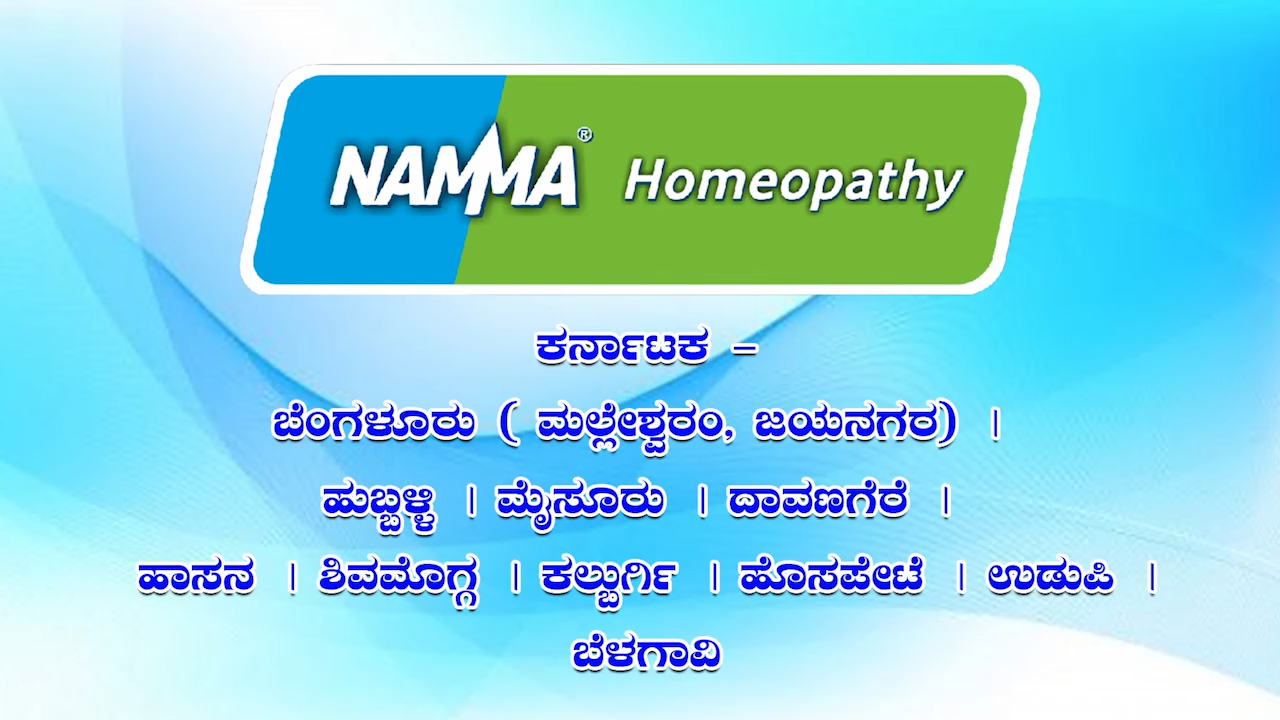 NAMMA® Homeopathy
ಕರ್ನಾಟಕ –
ಬೆಂಗಳೂರು ( ಮಲ್ಲೇಶ್ವರಂ, ಜಯನಗರ) |
ಹುಬ್ಬಳ್ಳಿ | ಮೈಸೂರು | ದಾವಣಗೆರೆ |
ಹಾಸನ | ಶಿವಮೊಗ್ಗ | ಕಲ್ಬುರ್ಗಿ | ಹೊಸಪೇಟೆ | ಉಡುಪಿ |
ಬೆಳಗಾವಿ